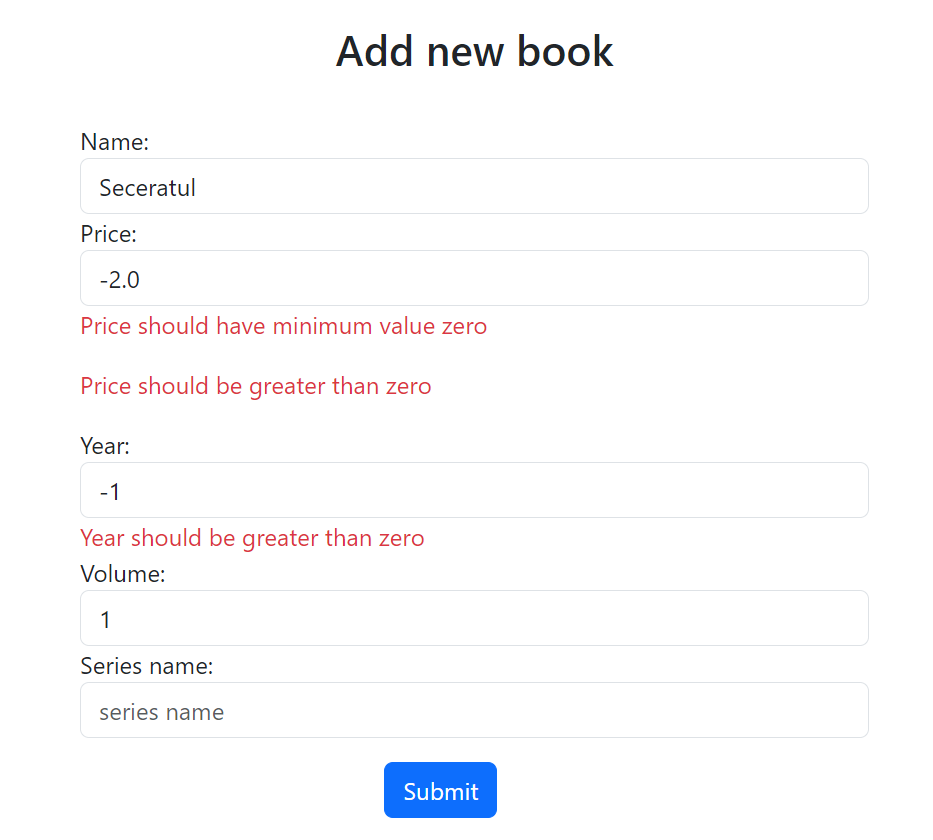 Add new book
Name:
Seceratul
Price:
-2.0
Price should have minimum value zero
Price should be greater than zero
Year:
-1
Year should be greater than zero
Volume:
1
Series name:
series name
Submit